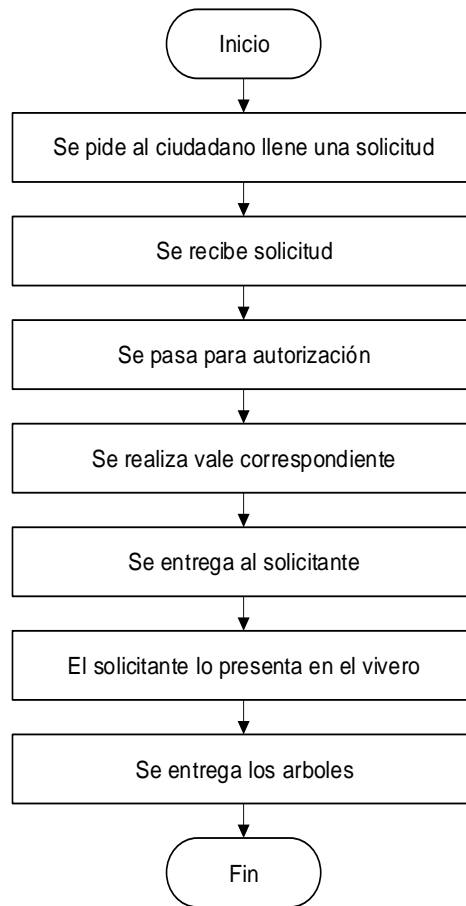 Inicio
Se pide al ciudadano llene una solicitud
Se recibe solicitud
Se pasa para autorización
Se realiza vale correspondiente
Se entrega al solicitante
El solicitante lo presenta en el vivero
Se entrega los arboles
Fin